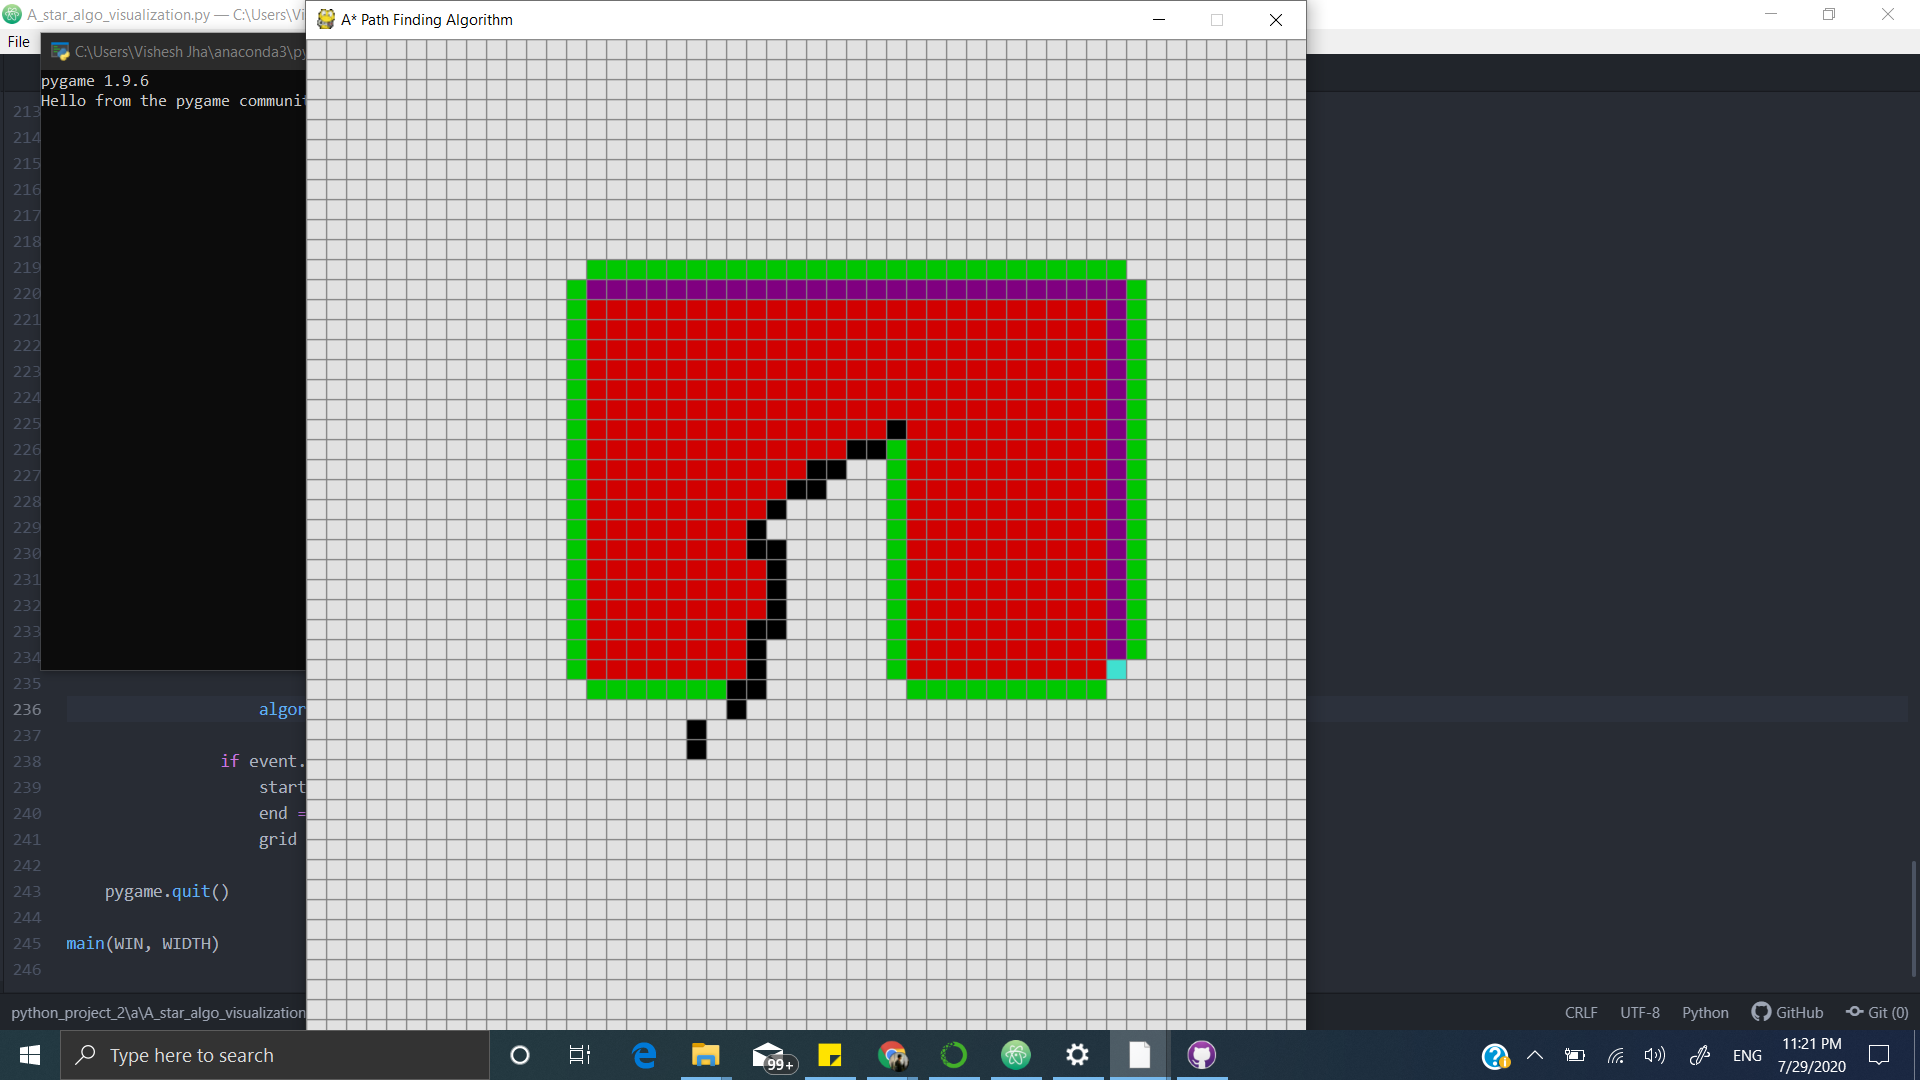 A_star_algo_visualization.py — C:\Users\Vi
A* Path Finding Algorithm
File
C:\Users\Vishesh Jha\anaconda3\py
pygame 1.9.6
Hello from the pygame communit
213
214
215
216
217
218
219
220
221
222
223
224
225
226
227
228
229
230
231
232
233
234
235
236 algor
237
238 if event.
239 start
240 end =
241 grid
242
243 pygame.quit()
244
245 main(WIN, WIDTH)
246
python_project_2\a\A_star_algo_visualization
CRLF UTF-8 Python GitHub Git (0)
Type here to search
99+
ENG
11:21 PM
7/29/2020